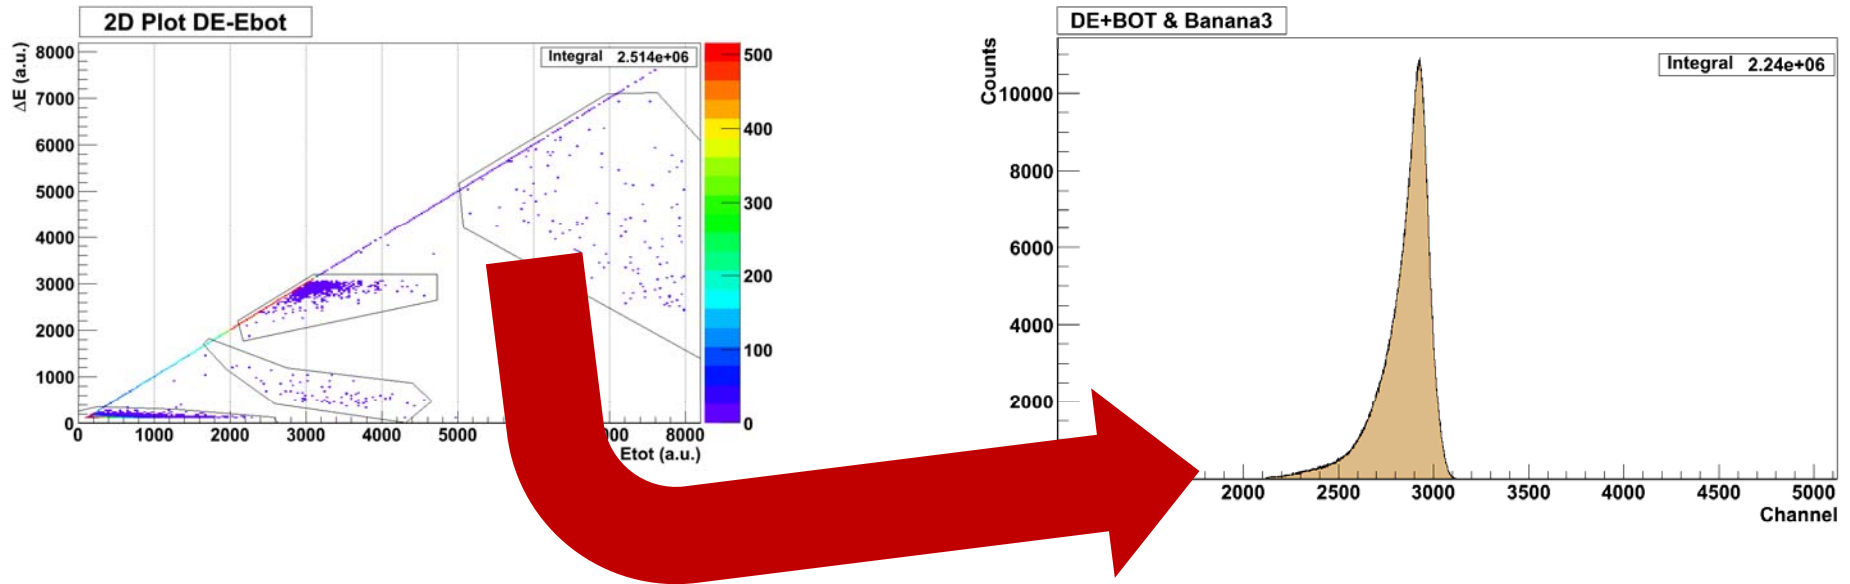 2D Plot DE-Ebot
Integral 2.514e+06
ΔE (a.u.)
8000
7000
6000
5000
4000
3000
2000
1000
0
0 1000 2000 3000 4000 5000 8000
Etot (a.u.)
500
400
300
200
100
0
DE+BOT & Banana3
Integral 2.24e+06
Counts
10000
8000
6000
4000
2000
2000 2500 3000 3500 4000 4500 5000
Channel